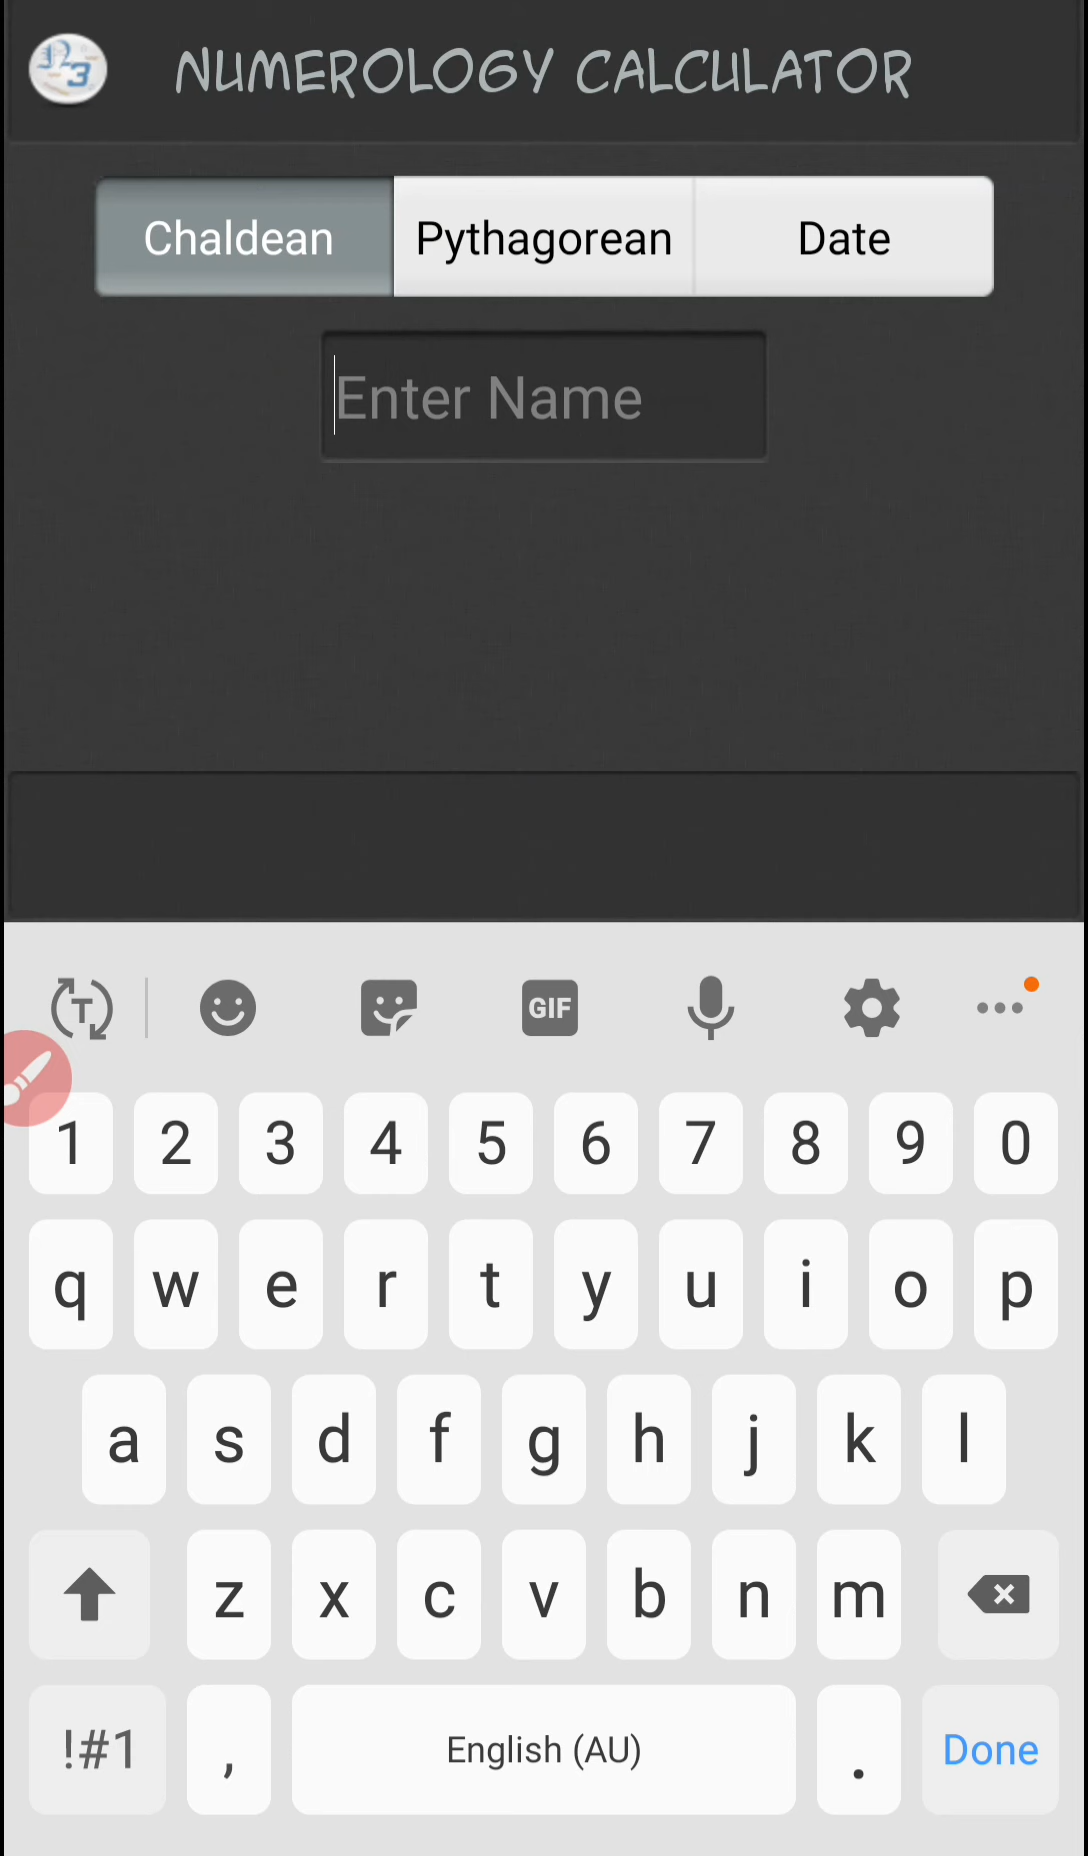 NUMEROLOGY CALCULATOR
Chaldean Pythagorean Date
Enter Name
T GIF
1 2 3 4 5 6 7 8 9 0
q w e r t y u i o p
a s d f g h j k l
z x c v b n m
!#1 , English (AU) . Done